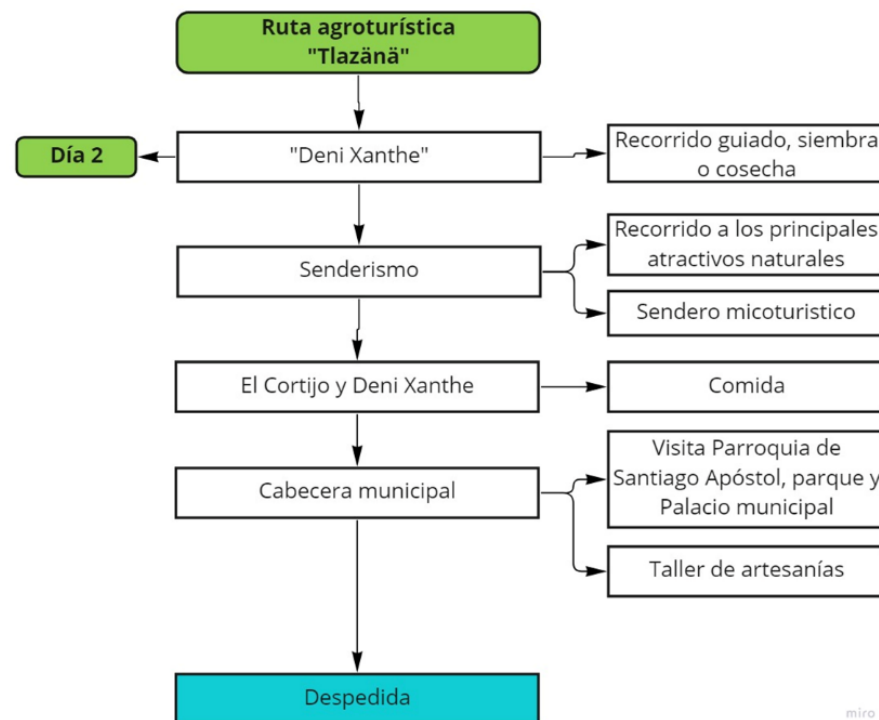 Ruta agroturística
"Tlazänä"
Día 2
"Deni Xanthe"
Recorrido guiado, siembra
o cosecha
Senderismo
Recorrido a los principales
atractivos naturales
Sendero micoturistico
El Cortijo y Deni Xanthe
Comida
Cabecera municipal
Visita Parroquia de
Santiago Apóstol, parque y
Palacio municipal
Taller de artesanías
Despedida
miro